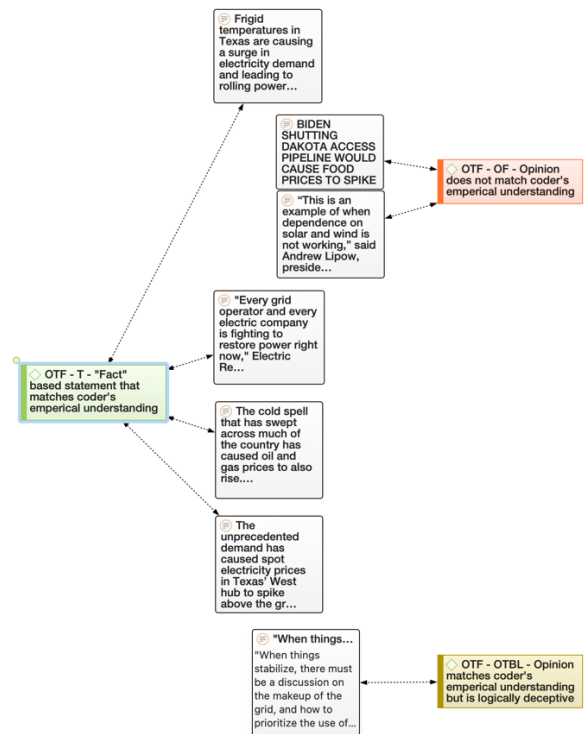 Frigid
temperatures in
Texas are causing
a surge in
electricity demand
and leading to
rolling power…
BIDEN
SHUTTING
DAKOTA ACCESS
PIPELINE WOULD
CAUSE FOOD
PRICES TO SPIKE
OTF - OF - Opinion
does not match coder's
emperical understanding
“This is an
example of when
dependence on
solar and wind is
not working,” said
Andrew Lipow,
preside…
"Every grid
operator and every
electric company
is fighting to
restore power right
now," Electric
Re…
OTF - T - "Fact"
based statement that
matches coder's
emperical understanding
The cold spell
that has swept
across much of
the country has
caused oil and
gas prices to also
rise.…
The
unprecedented
demand has
caused spot
electricity prices
in Texas’ West
hub to spike
above the gr…
"When things…
"When things
stabilize, there must
be a discussion on
the makeup of the
grid, and how to
prioritize the use of…
OTF - OTBL - Opinion
matches coder's
emperical understanding
but is logically deceptive